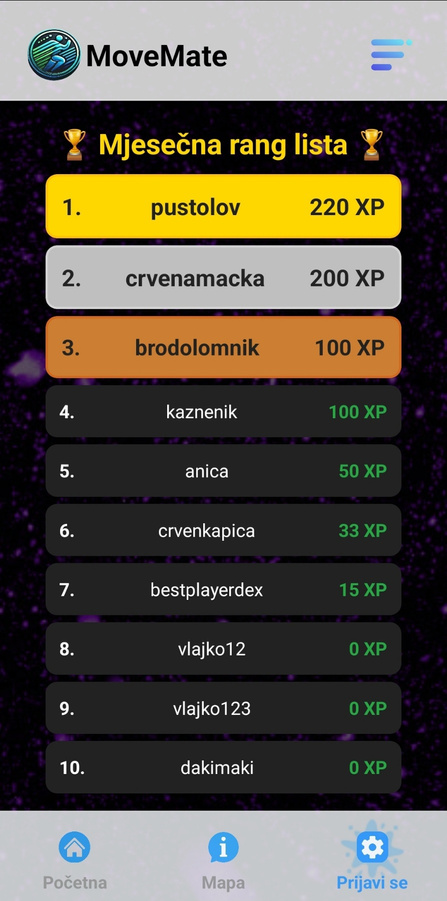 MoveMate
🏆 Mjesečna rang lista 🏆
1. pustolov 220 XP
2. crvenamacka 200 XP
3. brodolomnik 100 XP
4. kaznenik 100 XP
5. anica 50 XP
6. crvenkapica 33 XP
7. bestplayerdex 15 XP
8. vlajko12 0 XP
9. vlajko123 0 XP
10. dakimaki 0 XP
Početna Mapa Prijavi se